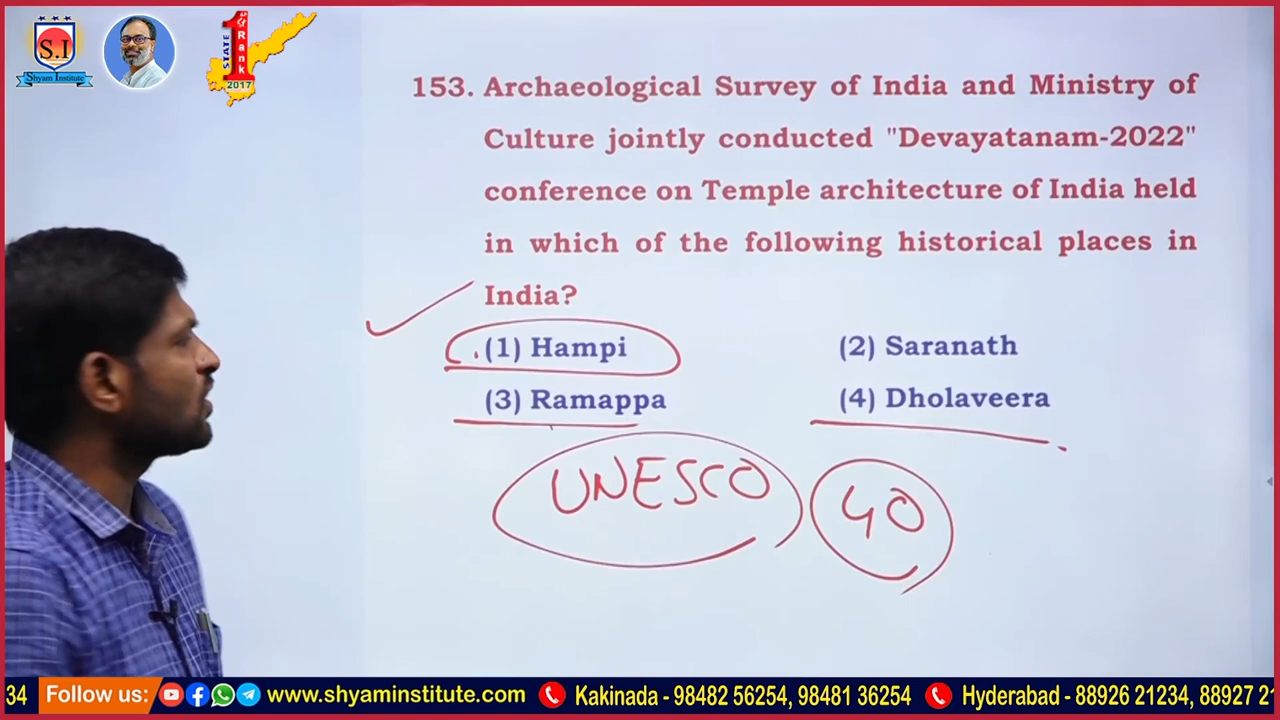 S.I
Shyam Institute
STATE
1
Rank
2017
153. Archaeological Survey of India and Ministry of
Culture jointly conducted "Devayatanam-2022"
conference on Temple architecture of India held
in which of the following historical places in
India?
(1) Hampi (2) Saranath
(3) Ramappa (4) Dholaveera
UNESCO 40
34 Follow us: www.shyaminstitute.com Kakinada - 98482 56254, 98481 36254 Hyderabad - 88926 21234, 88927 21